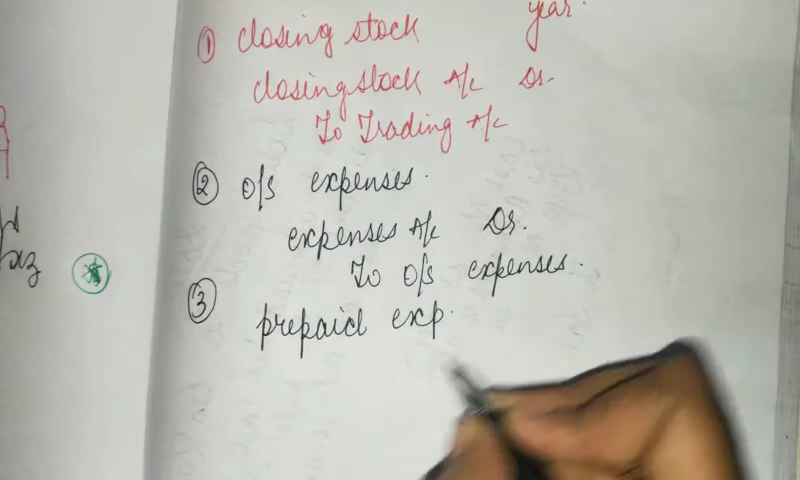 year.
① closing stock
closing stock A/c Dr.
To Trading A/c
② O/s expenses.
expenses A/c Dr.
To O/s expenses.
③ prepaid exp.